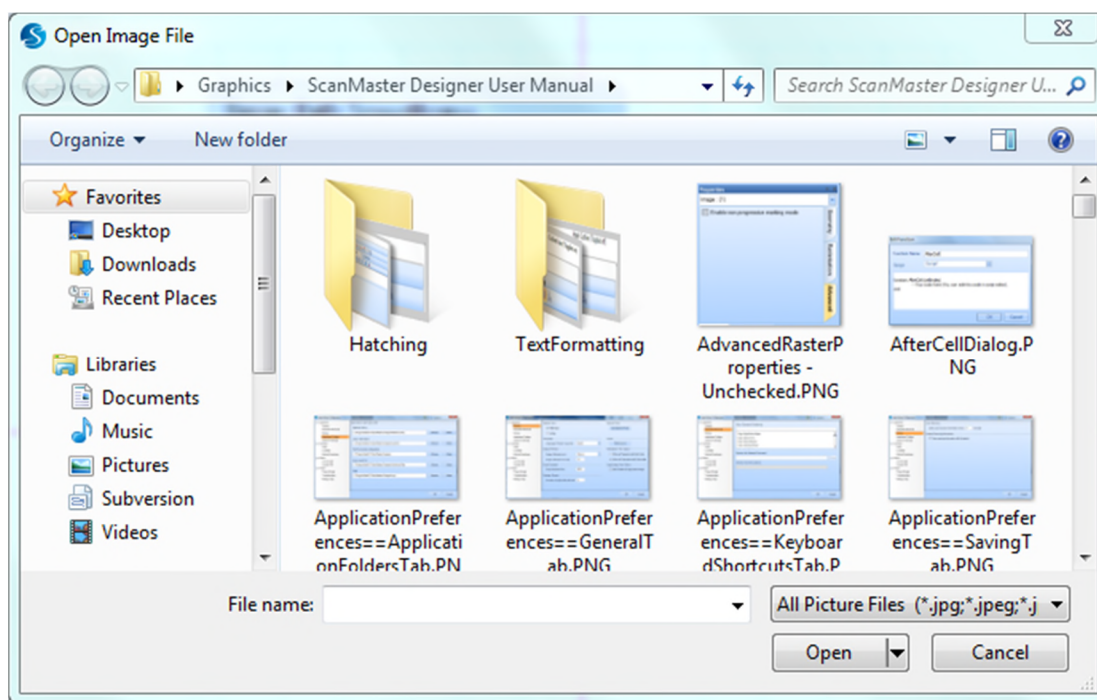 Open Image File
Graphics ScanMaster Designer User Manual
Search ScanMaster Designer U...
Organize New folder
Favorites
Desktop
Downloads
Recent Places
Libraries
Documents
Music
Pictures
Subversion
Videos
Hatching
TextFormatting
AdvancedRasterP
roperties -
Unchecked.PNG
AfterCellDialog.P
NG
ApplicationPrefer
ences==Applicati
onFoldersTab.PN
ApplicationPrefer
ences==GeneralT
ab.PNG
ApplicationPrefer
ences==Keyboar
dShortcutsTab.P
ApplicationPrefer
ences==SavingT
ab.PNG
File name:
All Picture Files (*.jpg;*.jpeg;*.j
Open
Cancel